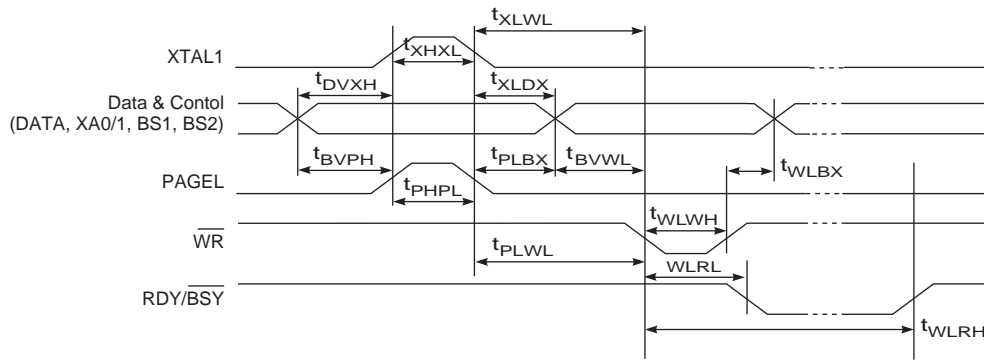 tXLWL
XTAL1
tXHXL
tDVXH
tXLDX
Data & Contol
(DATA, XA0/1, BS1, BS2)
tBVPH
tPLBX
tBVWL
tWLBX
PAGEL
tPHPL
tWLWH
WR
tPLWL
WLRL
RDY/BSY
tWLRH